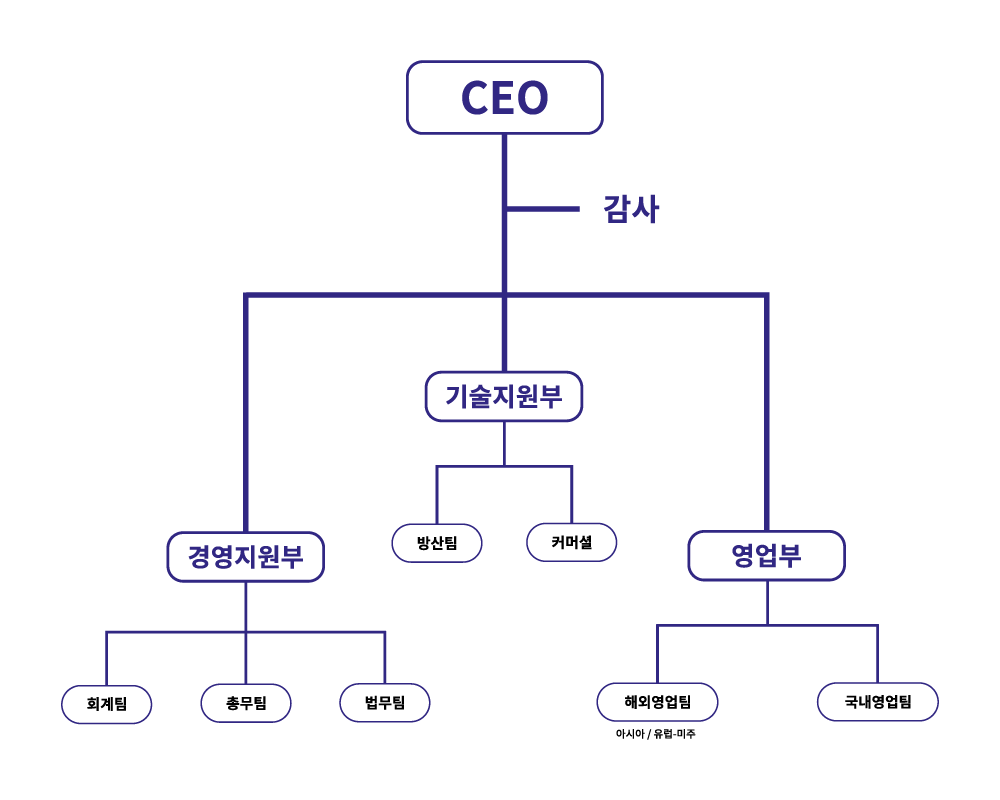 CEO
감사
기술지원부
방산팀
커머셜
경영지원부
영업부
회계팀
총무팀
법무팀
해외영업팀
국내영업팀
아시아 / 유럽-미주